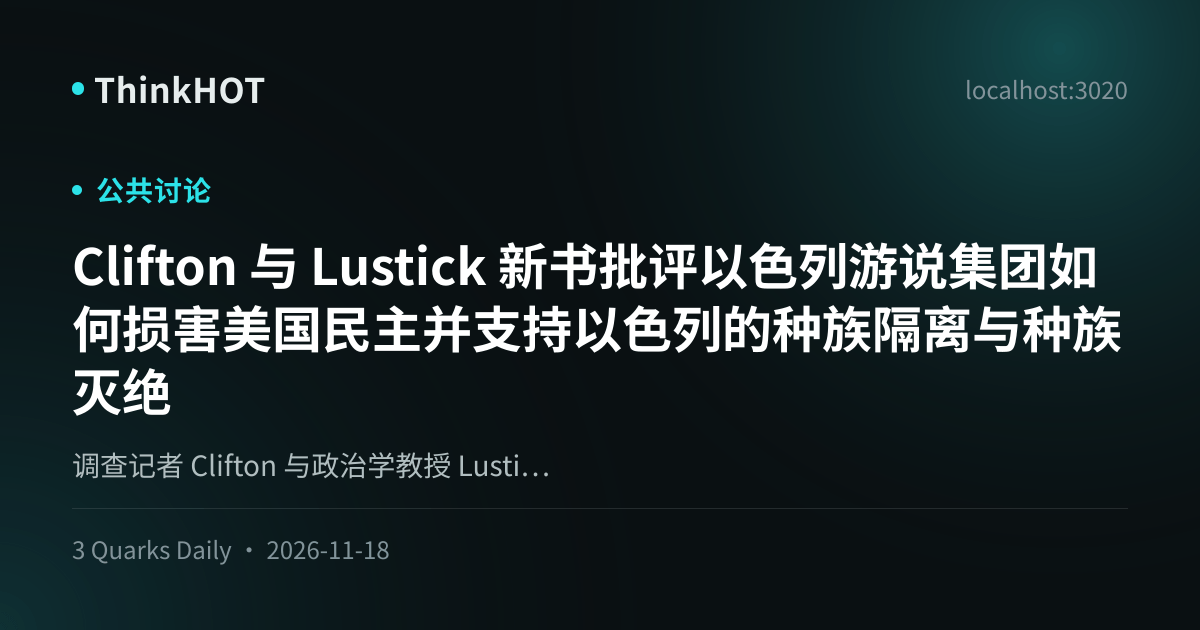 ThinkHOT
localhost:3020
公共讨论
Clifton 与 Lustick 新书批评以色列游说集团如
何损害美国民主并支持以色列的种族隔离与种族
灭绝
调查记者 Clifton 与政治学教授 Lusti…
3 Quarks Daily · 2026-11-18